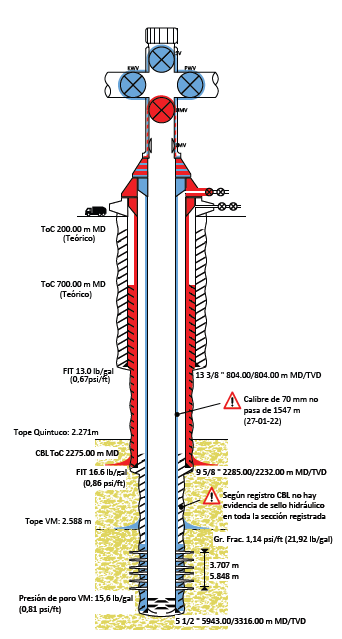 SV
KWV
PWV
UMV
LMV
ToC 200.00 m MD
(Teórico)
ToC 700.00 m MD
(Teórico)
FIT 13.0 lb/gal
(0,67psi/ft)
13 3/8 " 804.00/804.00 m MD/TVD
Calibre de 70 mm no
pasa de 1547 m
(27-01-22)
Tope Quintuco: 2.271m
CBL ToC 2275.00 m MD
FIT 16.6 lb/gal
(0,86 psi/ft)
9 5/8 " 2285.00/2232.00 m MD/TVD
Según registro CBL no hay
evidencia de sello hidráulico
en toda la sección registrada
Tope VM: 2.588 m
Gr. Frac. 1,14 psi/ft (21,92 lb/gal)
3.707 m
5.848 m
Presión de poro VM: 15,6 lb/gal
(0,81 psi/ft)
5 1/2 " 5943.00/3316.00 m MD/TVD